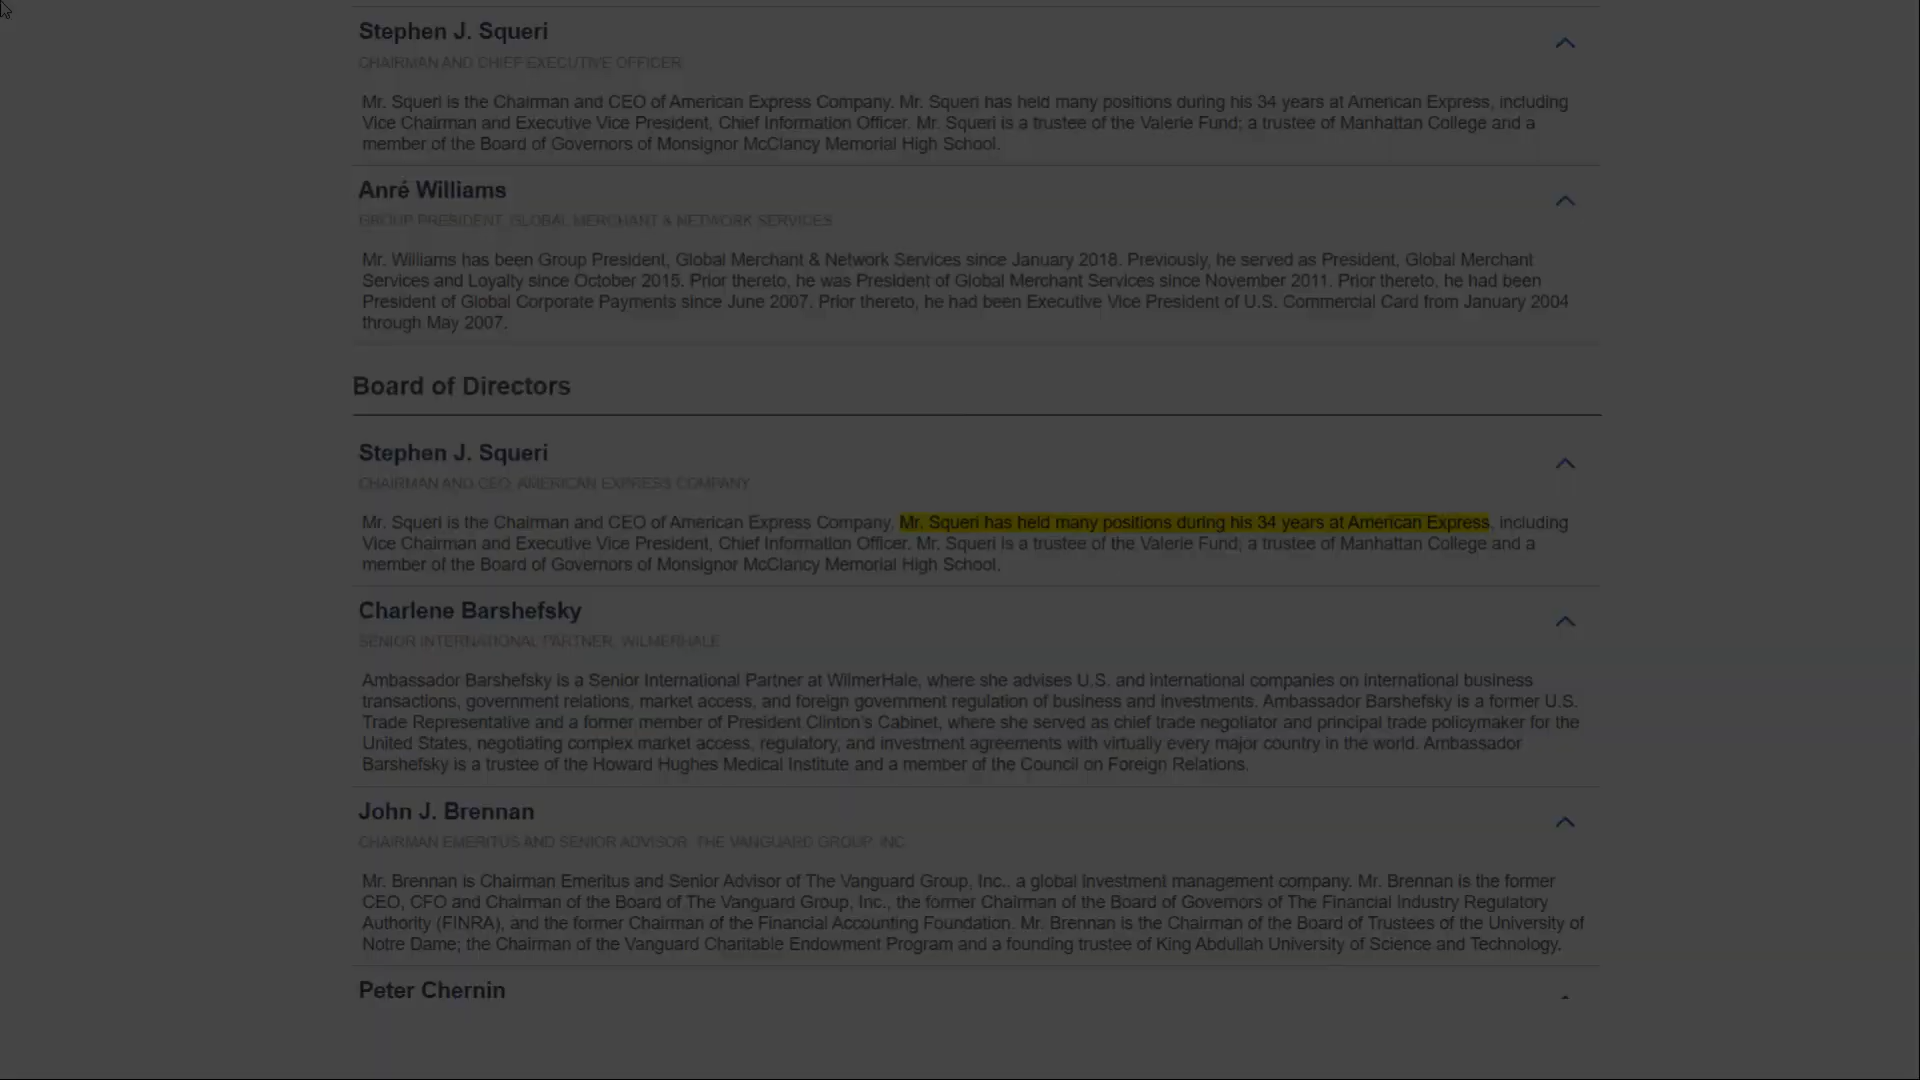 Stephen J. Squeri
CHAIRMAN AND CHIEF EXECUTIVE OFFICER
Mr. Squeri is the Chairman and CEO of American Express Company. Mr. Squeri has held many positions during his 34 years at American Express, including
Vice Chairman and Executive Vice President, Chief Information Officer. Mr. Squeri is a trustee of the Valerie Fund; a trustee of Manhattan College and a
member of the Board of Governors of Monsignor McClancy Memorial High School.
Anré Williams
GROUP PRESIDENT, GLOBAL MERCHANT & NETWORK SERVICES
Mr. Williams has been Group President, Global Merchant & Network Services since January 2018. Previously, he served as President, Global Merchant
Services and Loyalty since October 2015. Prior thereto, he was President of Global Merchant Services since November 2011. Prior thereto, he had been
President of Global Corporate Payments since June 2007. Prior thereto, he had been Executive Vice President of U.S. Commercial Card from January 2004
through May 2007.
Board of Directors
Stephen J. Squeri
CHAIRMAN AND CEO, AMERICAN EXPRESS COMPANY
Mr. Squeri is the Chairman and CEO of American Express Company. Mr. Squeri has held many positions during his 34 years at American Express, including
Vice Chairman and Executive Vice President, Chief Information Officer. Mr. Squeri is a trustee of the Valerie Fund; a trustee of Manhattan College and a
member of the Board of Governors of Monsignor McClancy Memorial High School.
Charlene Barshefsky
SENIOR INTERNATIONAL PARTNER, WILMERHALE
Ambassador Barshefsky is a Senior International Partner at WilmerHale, where she advises U.S. and international companies on international business
transactions, government relations, market access, and foreign government regulation of business and investments. Ambassador Barshefsky is a former U.S.
Trade Representative and a former member of President Clinton's Cabinet, where she served as chief trade negotiator and principal trade policymaker for the
United States, negotiating complex market access, regulatory, and investment agreements with virtually every major country in the world. Ambassador
Barshefsky is a trustee of the Howard Hughes Medical Institute and a member of the Council on Foreign Relations.
John J. Brennan
CHAIRMAN EMERITUS AND SENIOR ADVISOR, THE VANGUARD GROUP, INC.
Mr. Brennan is Chairman Emeritus and Senior Advisor of The Vanguard Group, Inc., a global investment management company. Mr. Brennan is the former
CEO, CFO and Chairman of the Board of The Vanguard Group, Inc., the former Chairman of the Board of Governors of The Financial Industry Regulatory
Authority (FINRA), and the former Chairman of the Financial Accounting Foundation. Mr. Brennan is the Chairman of the Board of Trustees of the University of
Notre Dame; the Chairman of the Vanguard Charitable Endowment Program and a founding trustee of King Abdullah University of Science and Technology.
Peter Chernin